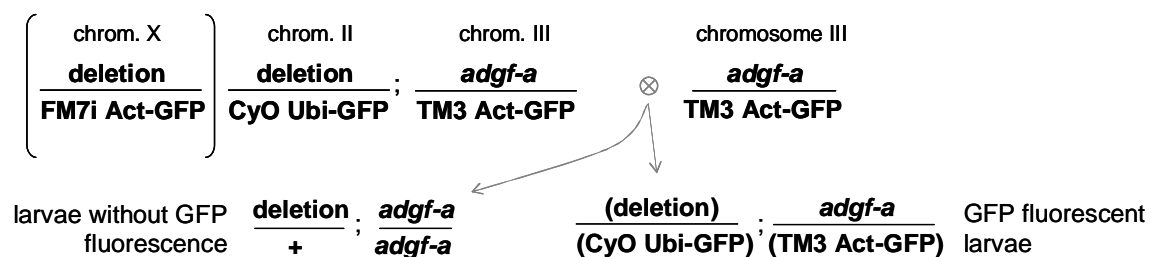 chrom. X chrom. II chrom. III chromosome III
deletion deletion adgf-a adgf-a
FM7i Act-GFP CyO Ubi-GFP ; TM3 Act-GFP ⊗ TM3 Act-GFP
larvae without GFP fluorescence
deletion ; adgf-a
+ adgf-a
(deletion) ; adgf-a
(CyO Ubi-GFP) (TM3 Act-GFP)
GFP fluorescent
larvae